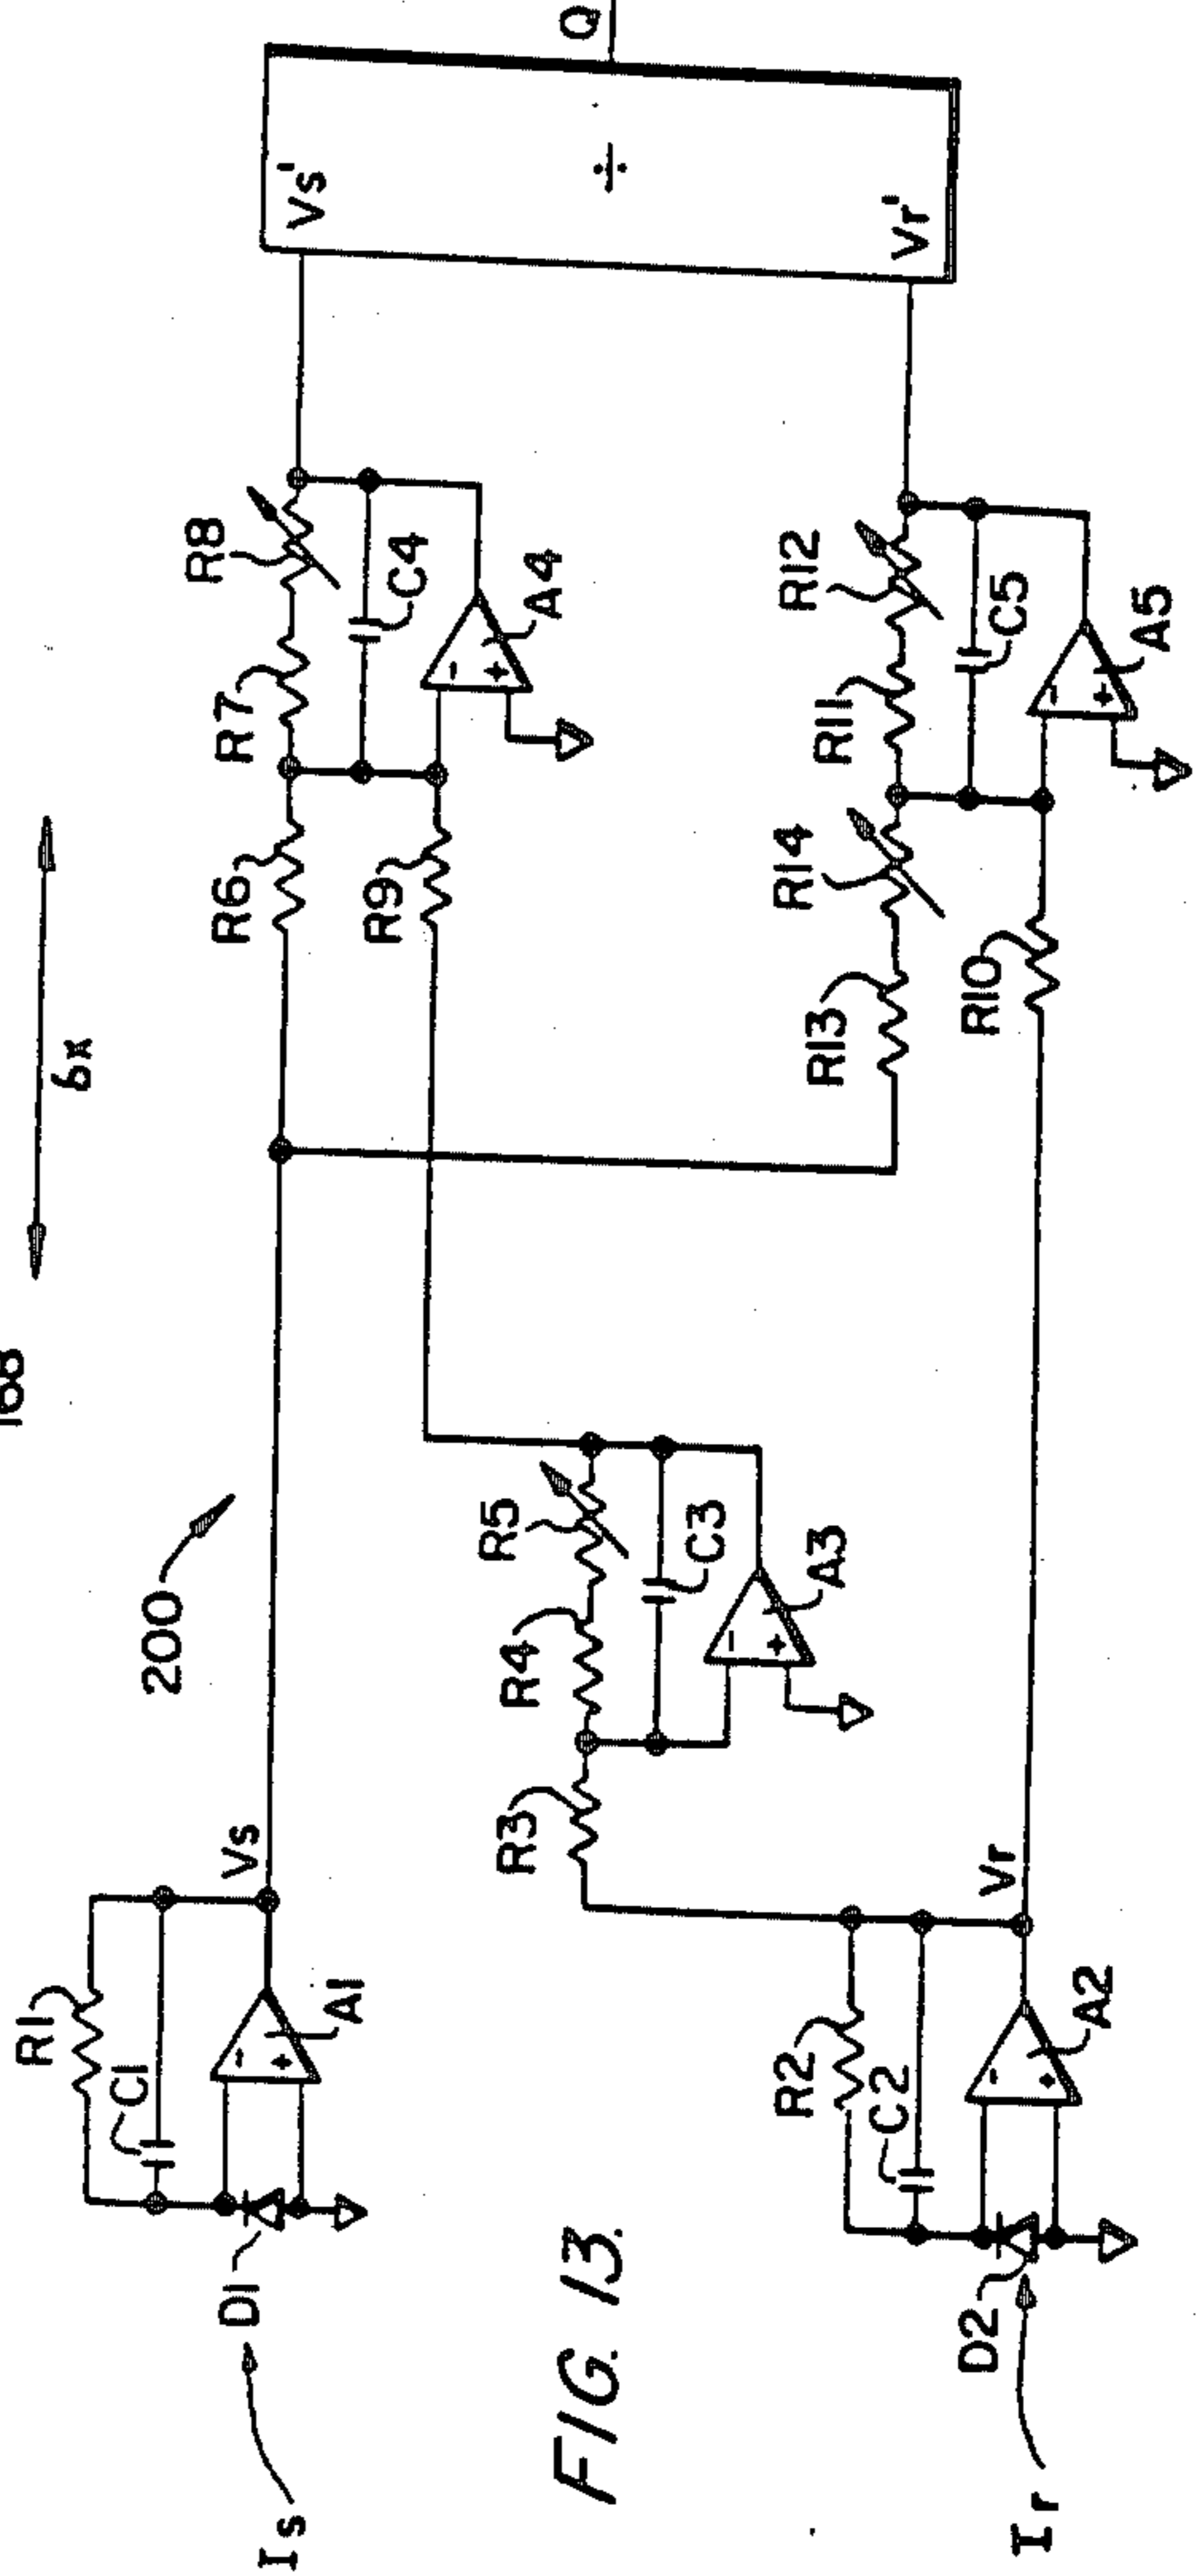 168
δx
200
R1
C1
A1
D1
Is
Vs
R6
R7
R8
C4
A4
R9
Vs'
÷
Q
R3
R4
R5
C3
A3
FIG. 13.
R2
C2
A2
D2
Ir
Vr
R13
R14
R11
R12
C5
A5
R10
Vr'